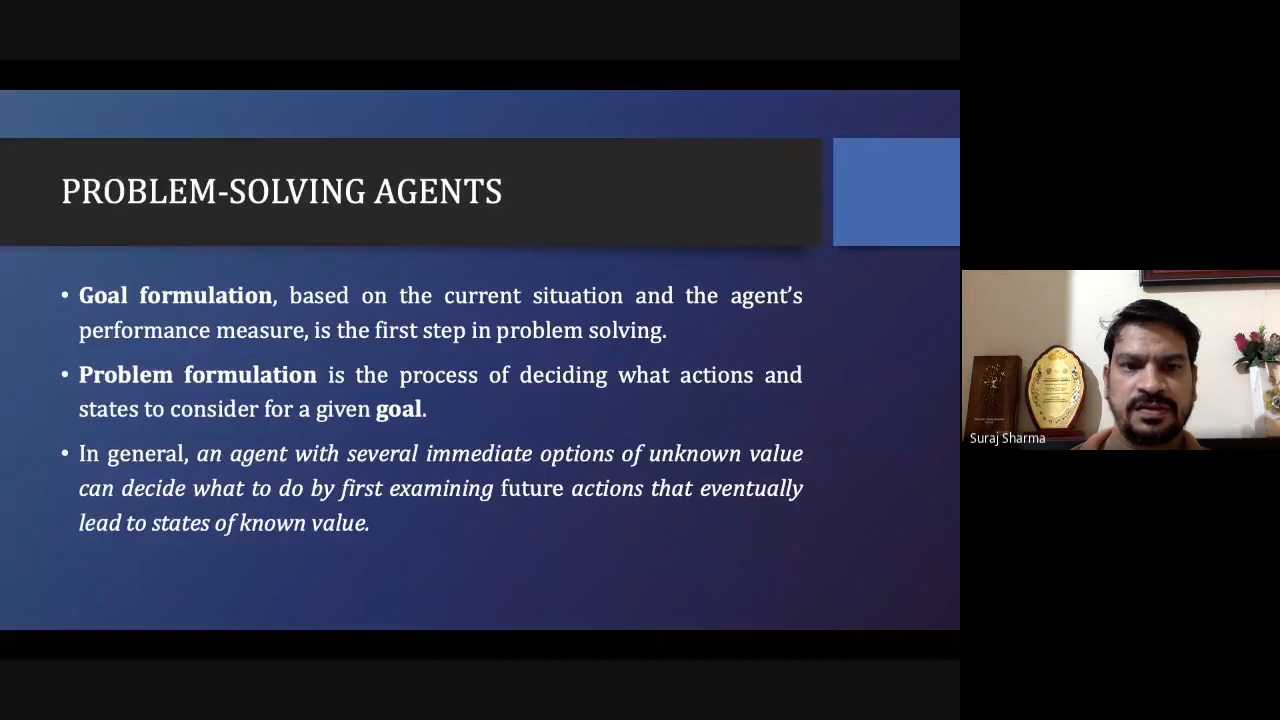 PROBLEM-SOLVING AGENTS
• Goal formulation, based on the current situation and the agent’s
performance measure, is the first step in problem solving.
• Problem formulation is the process of deciding what actions and
states to consider for a given goal.
• In general, an agent with several immediate options of unknown value
can decide what to do by first examining future actions that eventually
lead to states of known value.
Suraj Sharma